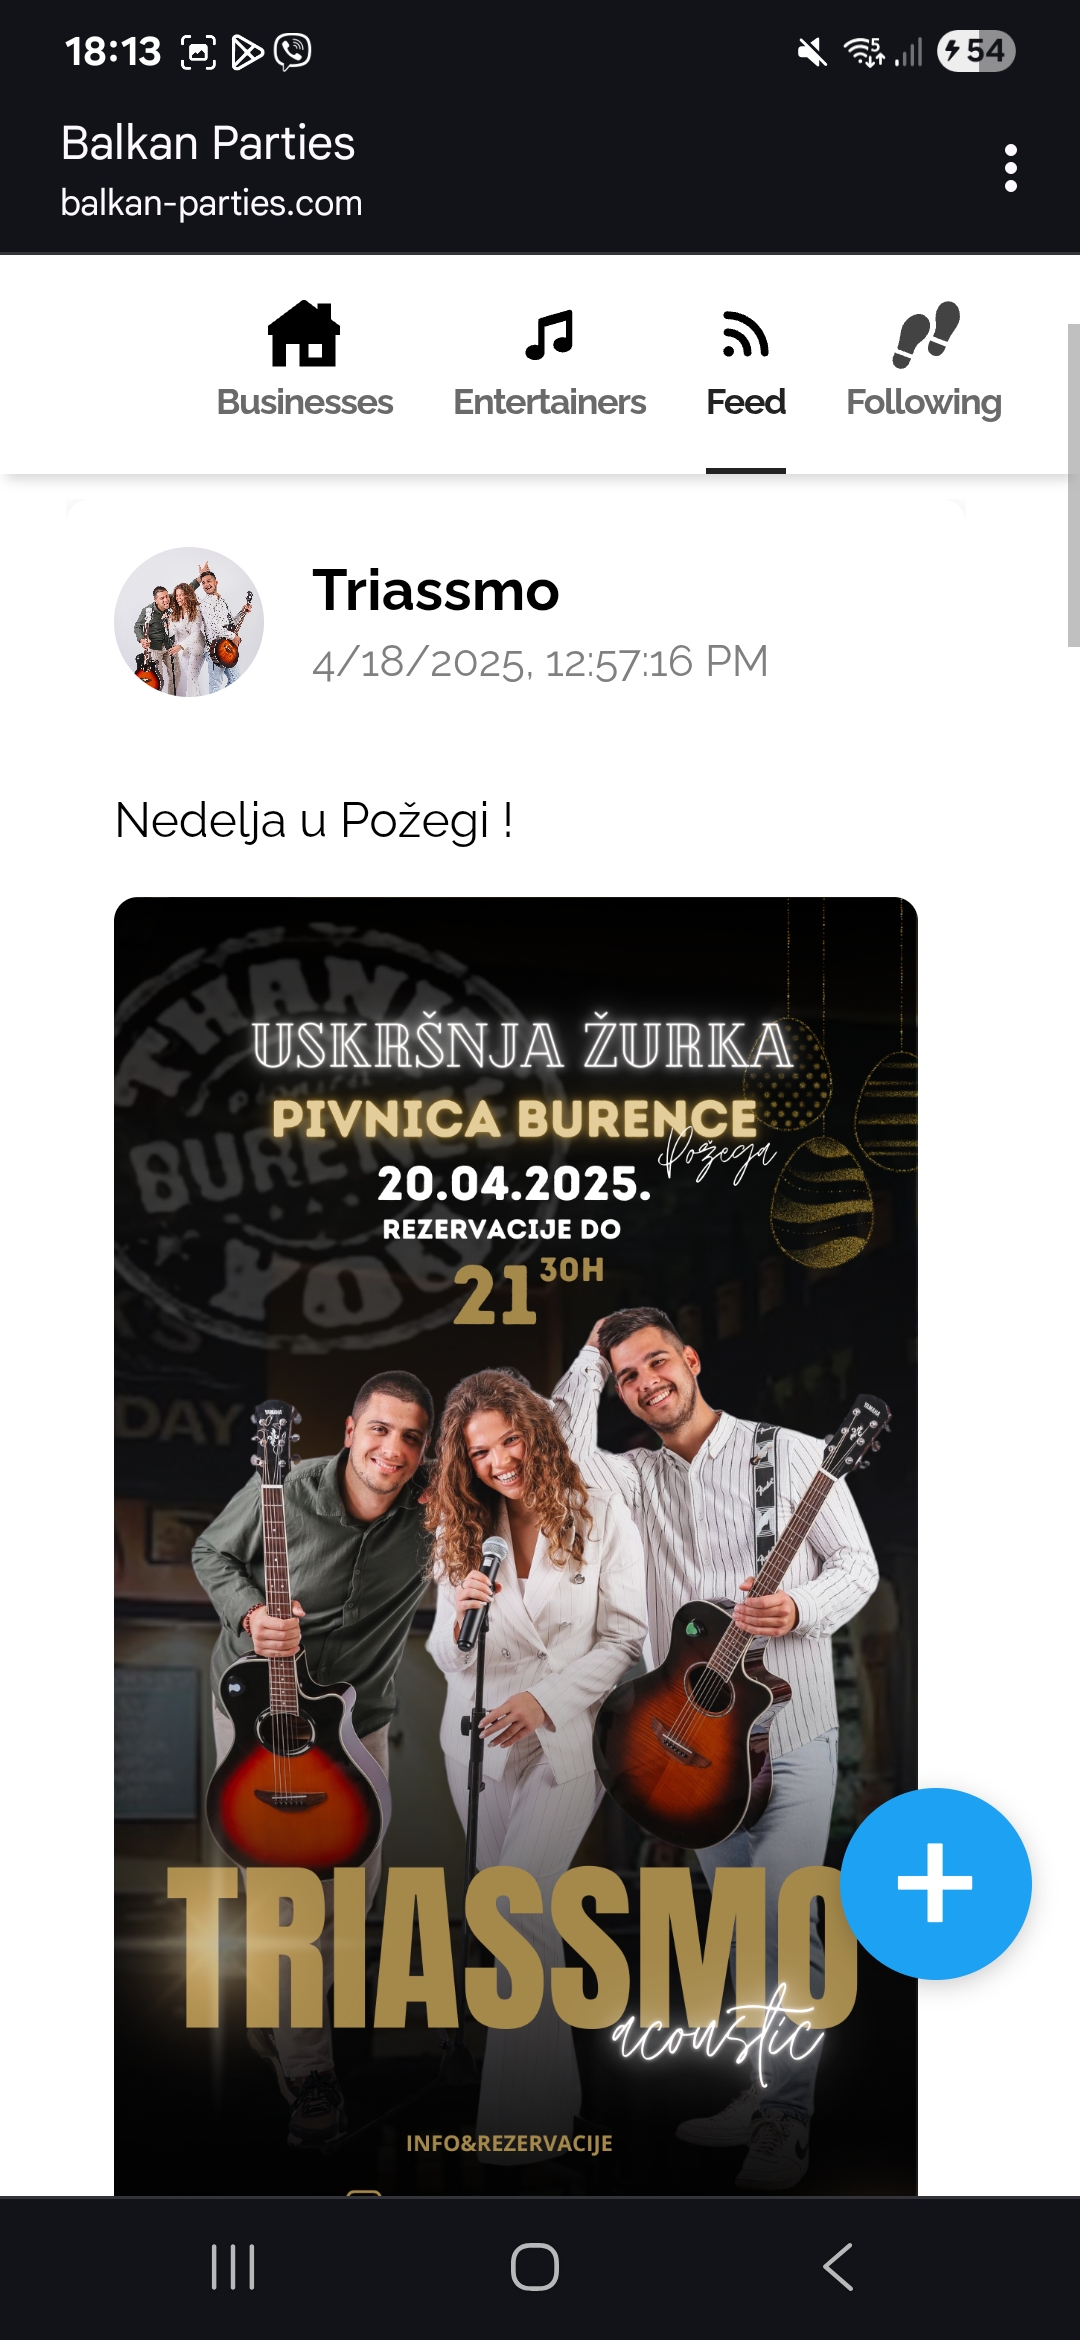 18:13
54
Balkan Parties
balkan-parties.com
Businesses
Entertainers
Feed
Following
Triassmo
4/18/2025, 12:57:16 PM
Nedelja u Požegi !
THANK
BURENCE
YOU
DAY
USKRŠNJA ŽURKA
PIVNICA BURENCE
Požega
20.04.2025.
REZERVACIJE DO
21 30H
TRIASSMO
acoustic
INFO&REZERVACIJE